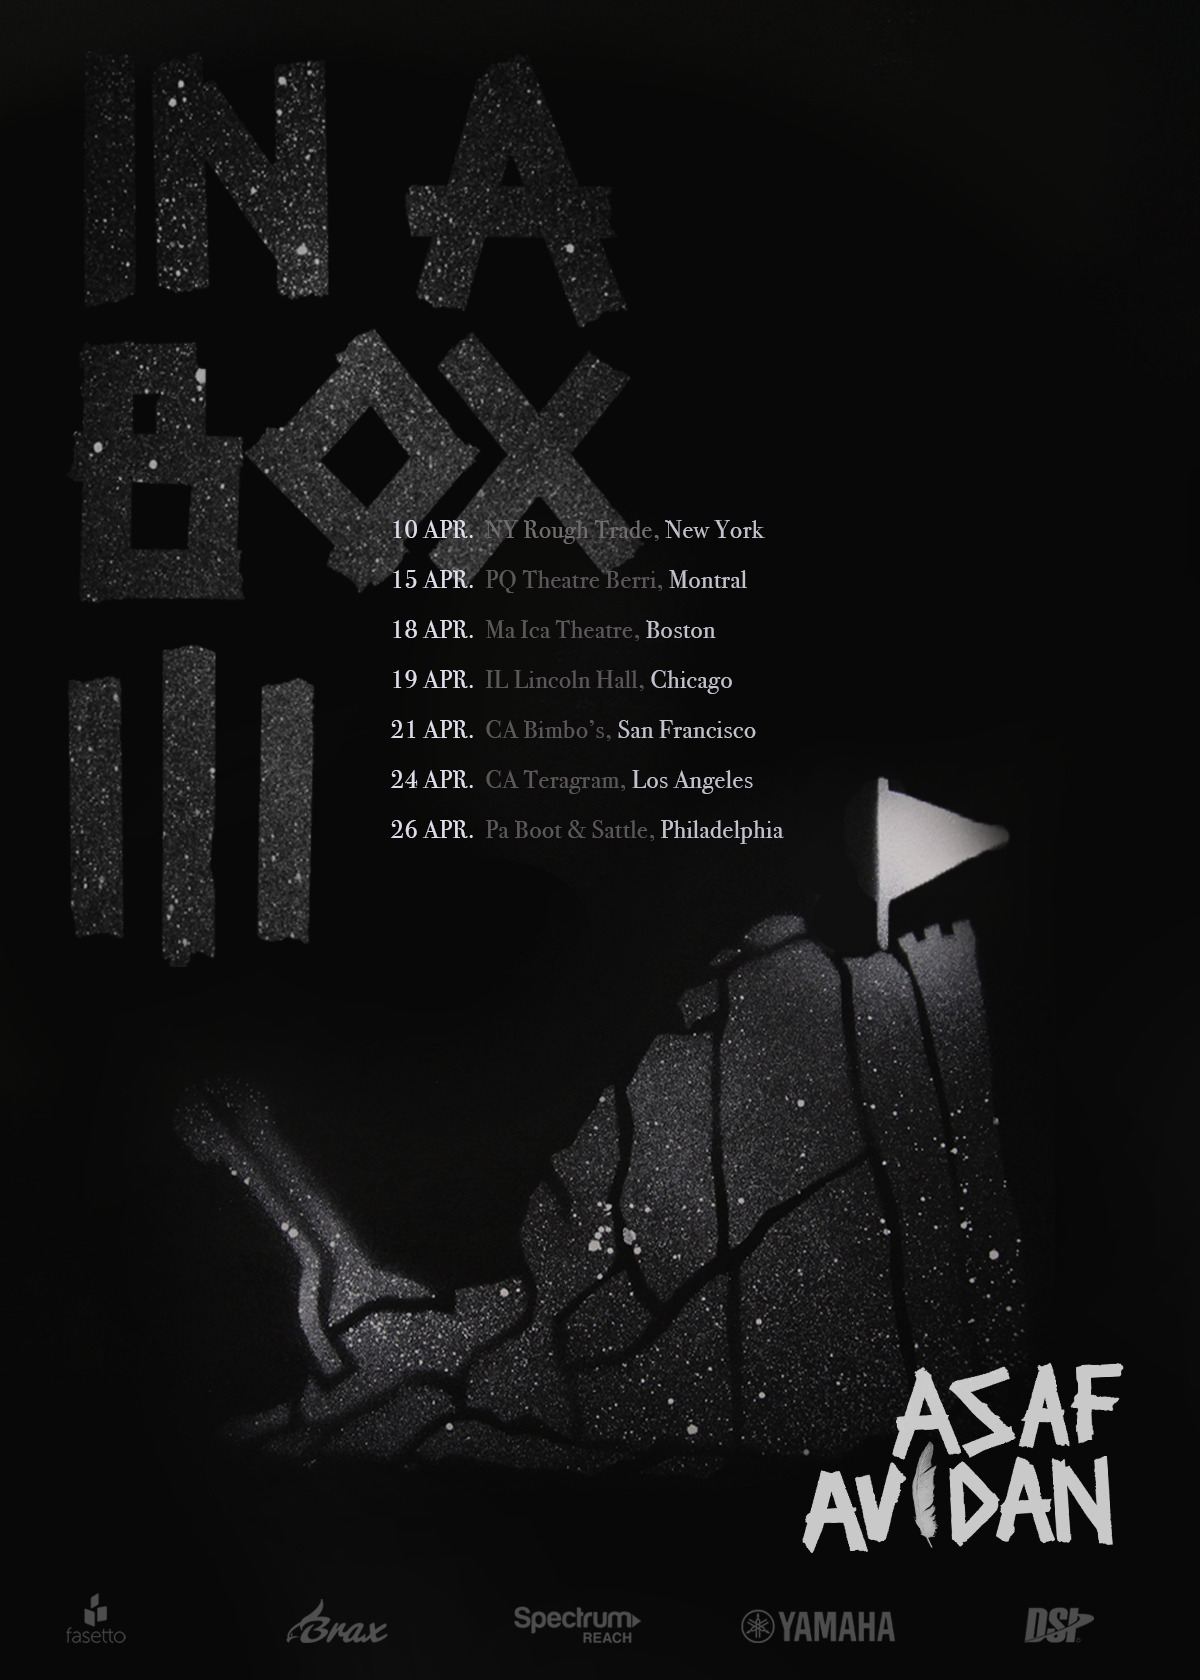 IN A
BOX
III
10 APR. NY Rough Trade, New York
15 APR. PQ Theatre Berri, Montral
18 APR. Ma Ica Theatre, Boston
19 APR. IL Lincoln Hall, Chicago
21 APR. CA Bimbo's, San Francisco
24 APR. CA Teragram, Los Angeles
26 APR. Pa Boot & Sattle, Philadelphia
ASAF
AVIDAN
fasetto
Brax
Spectrum
REACH
YAMAHA
DSP